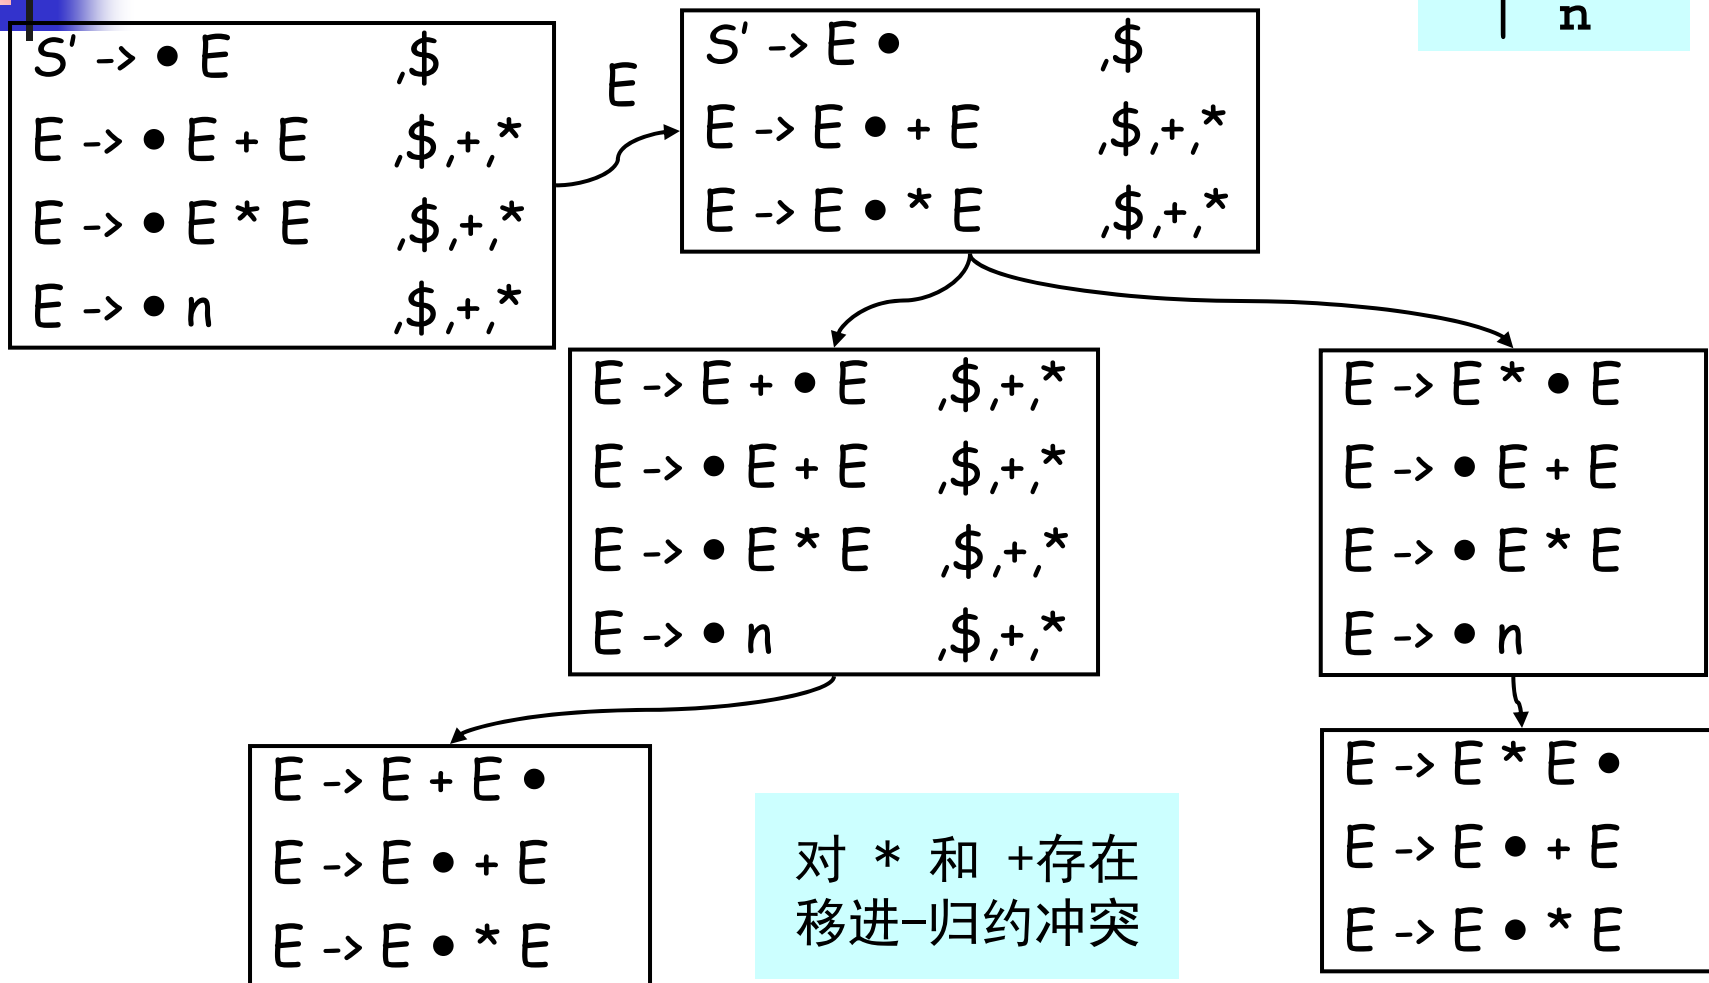 S' -> • E ,$
E -> • E + E ,$,+,*
E -> • E * E ,$,+,*
E -> • n ,$,+,*
E
S' -> E • ,$
E -> E • + E ,$,+,*
E -> E • * E ,$,+,*
| n
E -> E + • E ,$,+,*
E -> • E + E ,$,+,*
E -> • E * E ,$,+,*
E -> • n ,$,+,*
E -> E * • E
E -> • E + E
E -> • E * E
E -> • n
E -> E + E •
E -> E • + E
E -> E • * E
对 * 和 +存在
移进-归约冲突
E -> E * E •
E -> E • + E
E -> E • * E